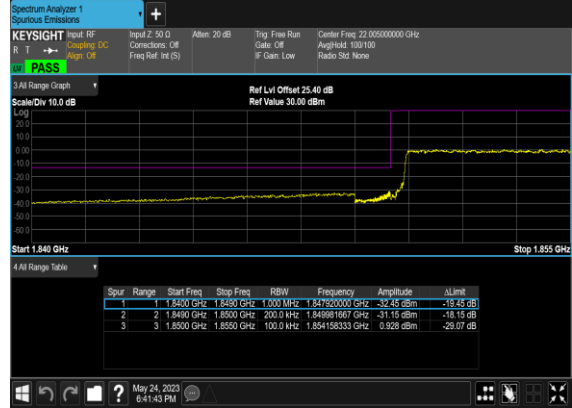 Spectrum Analyzer 1
Spurious Emissions
+
KEYSIGHT Input: RF
R T Coupling: DC
Align: Off
Input Z: 50 Ω
Corrections: Off
Freq Ref: Int (S)
Atten: 20 dB
Trig: Free Run
Gate: Off
IF Gain: Low
Center Freq: 22.005000000 GHz
Avg|Hold: 100/100
Radio Std: None
LW PASS
3 All Range Graph
Scale/Div 10.0 dB
Ref Lvl Offset 25.40 dB
Ref Value 30.00 dBm
Log
20.0
10.0
0.00
-10.0
-20.0
-30.0
-40.0
-50.0
-60.0
Start 1.840 GHz
Stop 1.855 GHz
4 All Range Table
Spur Range Start Freq Stop Freq RBW Frequency Amplitude ΔLimit
1 1 1.8400 GHz 1.8490 GHz 1.000 MHz 1.847920000 GHz -32.45 dBm -19.45 dB
2 2 1.8490 GHz 1.8500 GHz 200.0 kHz 1.849981667 GHz -31.15 dBm -18.15 dB
3 3 1.8500 GHz 1.8550 GHz 100.0 kHz 1.854158333 GHz 0.928 dBm -29.07 dB
?
May 24, 2023
6:41:43 PM